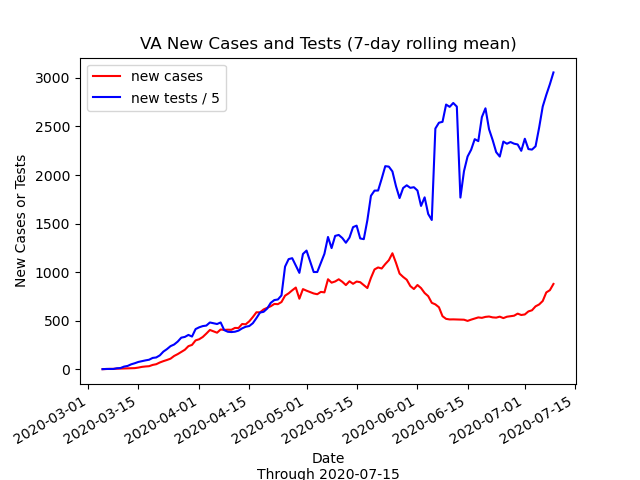 VA New Cases and Tests (7-day rolling mean)
new cases
new tests / 5
New Cases or Tests
3000
2500
2000
1500
1000
500
0
2020-03-01
2020-03-15
2020-04-01
2020-04-15
2020-05-01
2020-05-15
2020-06-01
2020-06-15
2020-07-01
2020-07-15
Date
Through 2020-07-15